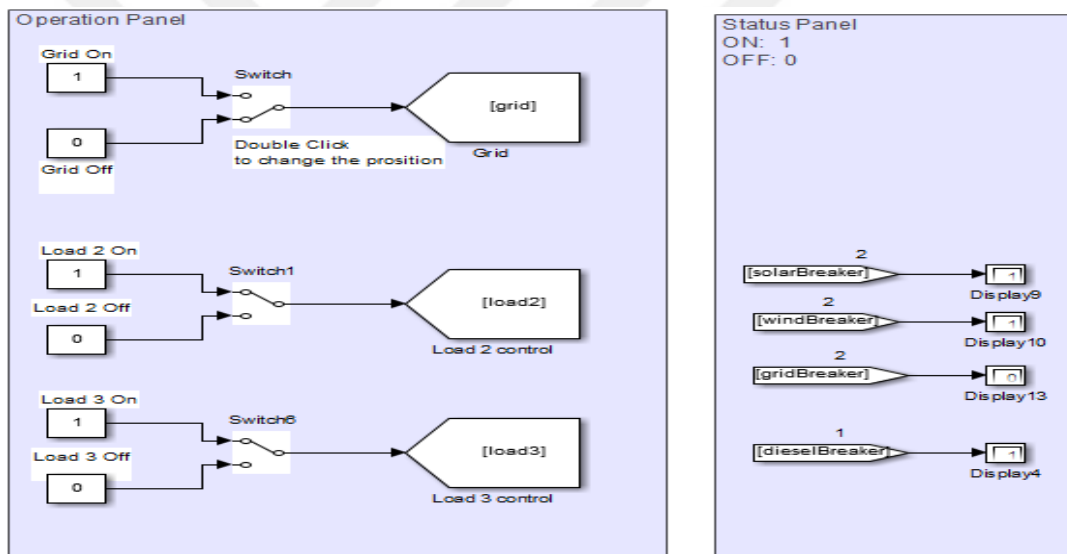 Operation Panel
Grid On
1
Switch
[grid]
0
Double Click
to change the prosition
Grid
Grid Off
Load 2 On
1
Switch1
[load2]
Load 2 Off
0
Load 2 control
Load 3 On
1
Switch6
[load3]
Load 3 Off
0
Load 3 control
Status Panel
ON: 1
OFF: 0
2
[solarBreaker]
1
Display9
2
[windBreaker]
1
Display10
2
[gridBreaker]
0
Display13
1
[dieselBreaker]
1
Display4